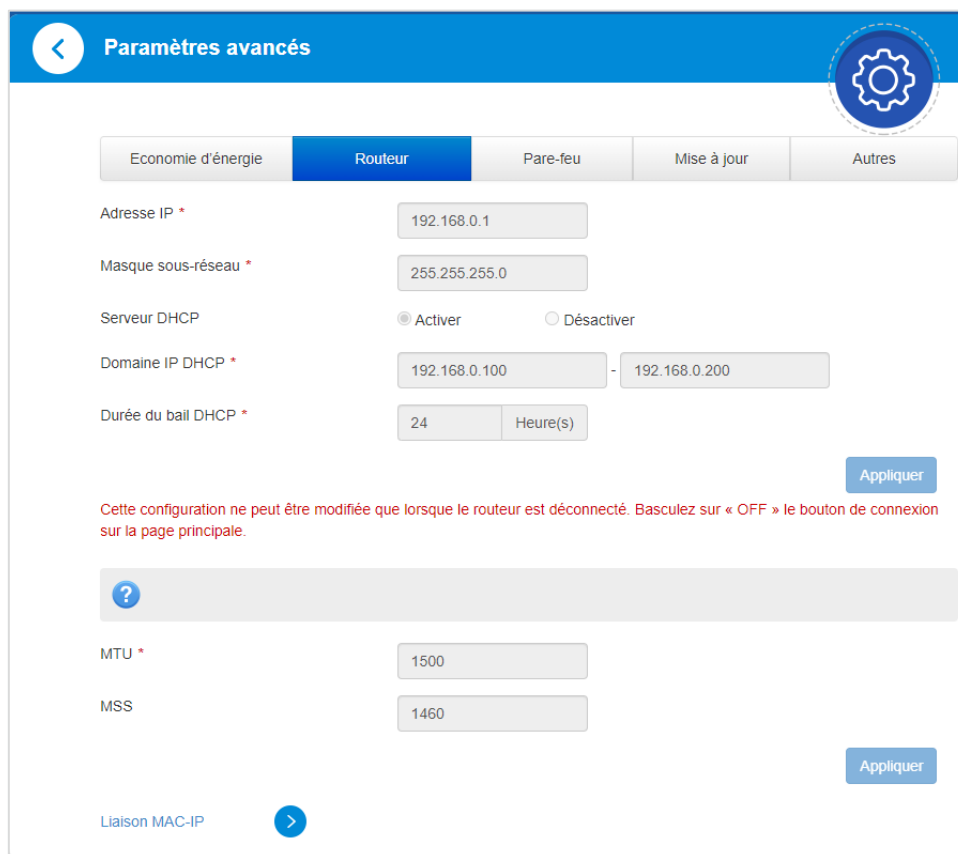 Paramètres avancés
Economie d'énergie Routeur Pare-feu Mise à jour Autres
Adresse IP * 192.168.0.1
Masque sous-réseau * 255.255.255.0
Serveur DHCP Activer Désactiver
Domaine IP DHCP * 192.168.0.100 - 192.168.0.200
Durée du bail DHCP * 24 Heure(s)
Appliquer
Cette configuration ne peut être modifiée que lorsque le routeur est déconnecté. Basculez sur « OFF » le bouton de connexion
sur la page principale.
?
MTU * 1500
MSS 1460
Appliquer
Liaison MAC-IP